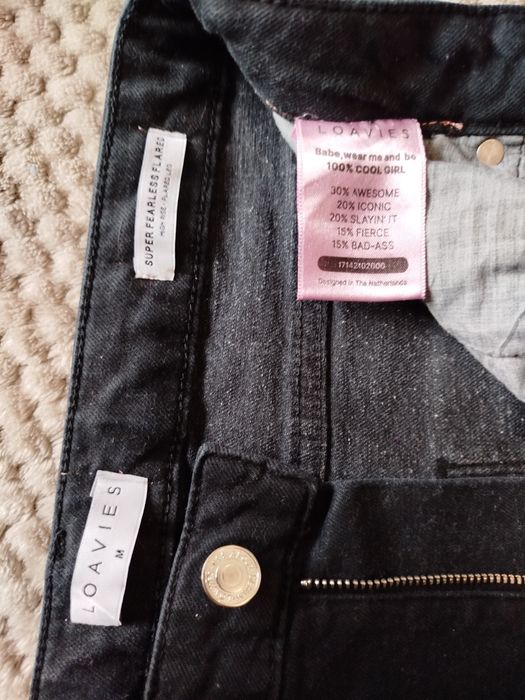 SUPER FEARLESS FLARED
HIGH RISE - FLARED LEG
LOAVIES
Babe, wear me and be
100% COOL GIRL
30% AWESOME
20% ICONIC
20% SLAYIN' IT
15% FIERCE
15% BAD-ASS
17142402006
Designed in The Netherlands
LOAVIES
M